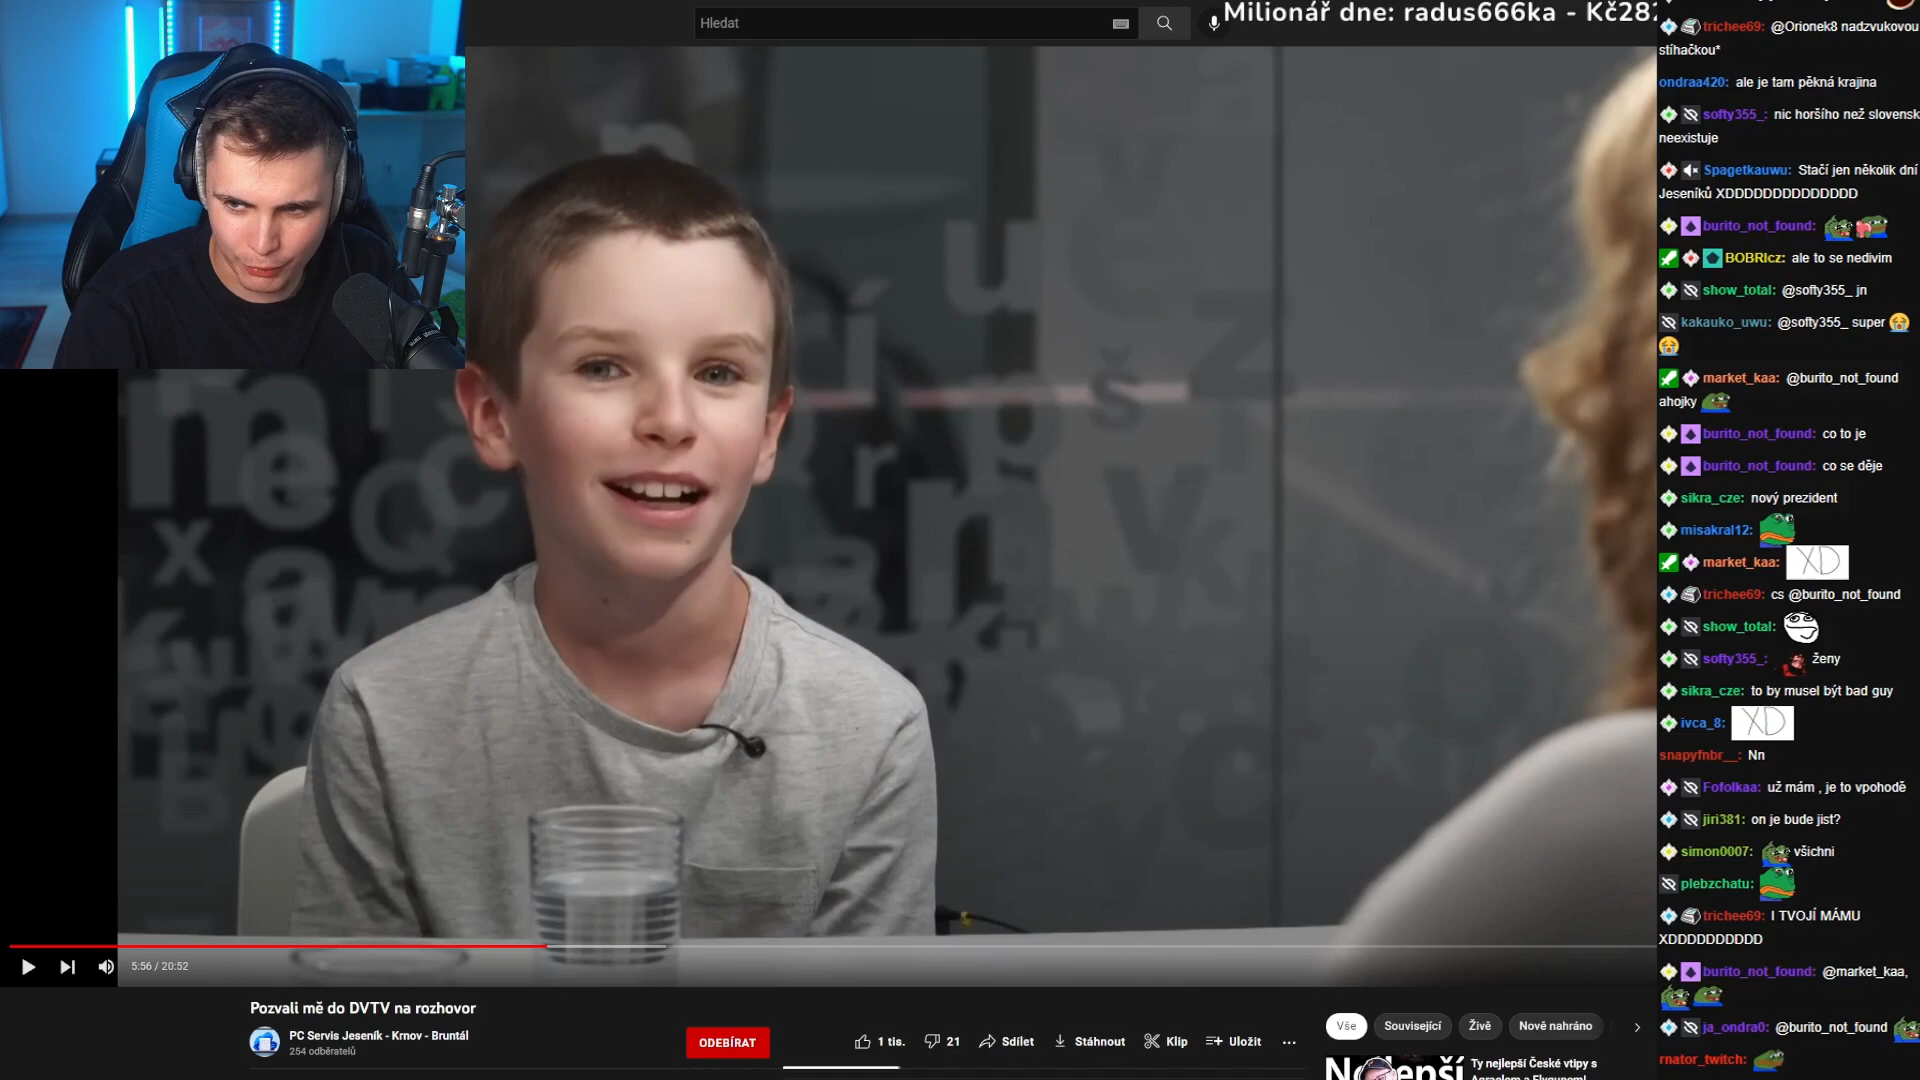 Hledat
Milionář dne: radus666ka - Kč282
trichee69: @Orionek8 nadzvukovou
stíhačkou*
ondraa420: ale je tam pěkná krajina
softy355_: nic horšího než slovensk
neexistuje
Spagetkauwu: Stačí jen několik dní
Jeseníků XDDDDDDDDDDDDDD
burito_not_found:
BOBRIcz: ale to se nedivim
show_total: @softy355_ jn
kakauko_uwu: @softy355_ super
market_kaa: @burito_not_found
ahojky
burito_not_found: co to je
burito_not_found: co se děje
sikra_cze: nový prezident
misakral12:
market_kaa: XD
trichee69: cs @burito_not_found
show_total:
softy355_: ženy
sikra_cze: to by musel být bad guy
ivca_8: XD
snapyfnbr__: Nn
Fofolkaa: už mám , je to vpohodě
jiri381: on je bude jist?
simon0007: všichni
plebzchatu:
trichee69: I TVOJÍ MÁMU
XDDDDDDDDDD
burito_not_found: @market_kaa,
ja_ondra0: @burito_not_found
rnator_twitch:
5:56 / 20:52
Pozvali mě do DVTV na rozhovor
PC Servis Jeseník - Krnov - Bruntál
254 odběratelů
ODEBÍRAT
1 tis.
21
Sdílet
Stáhnout
Klip
Uložit
Vše
Související
Živě
Nově nahráno
Nejlepší
Ty nejlepší České vtipy s